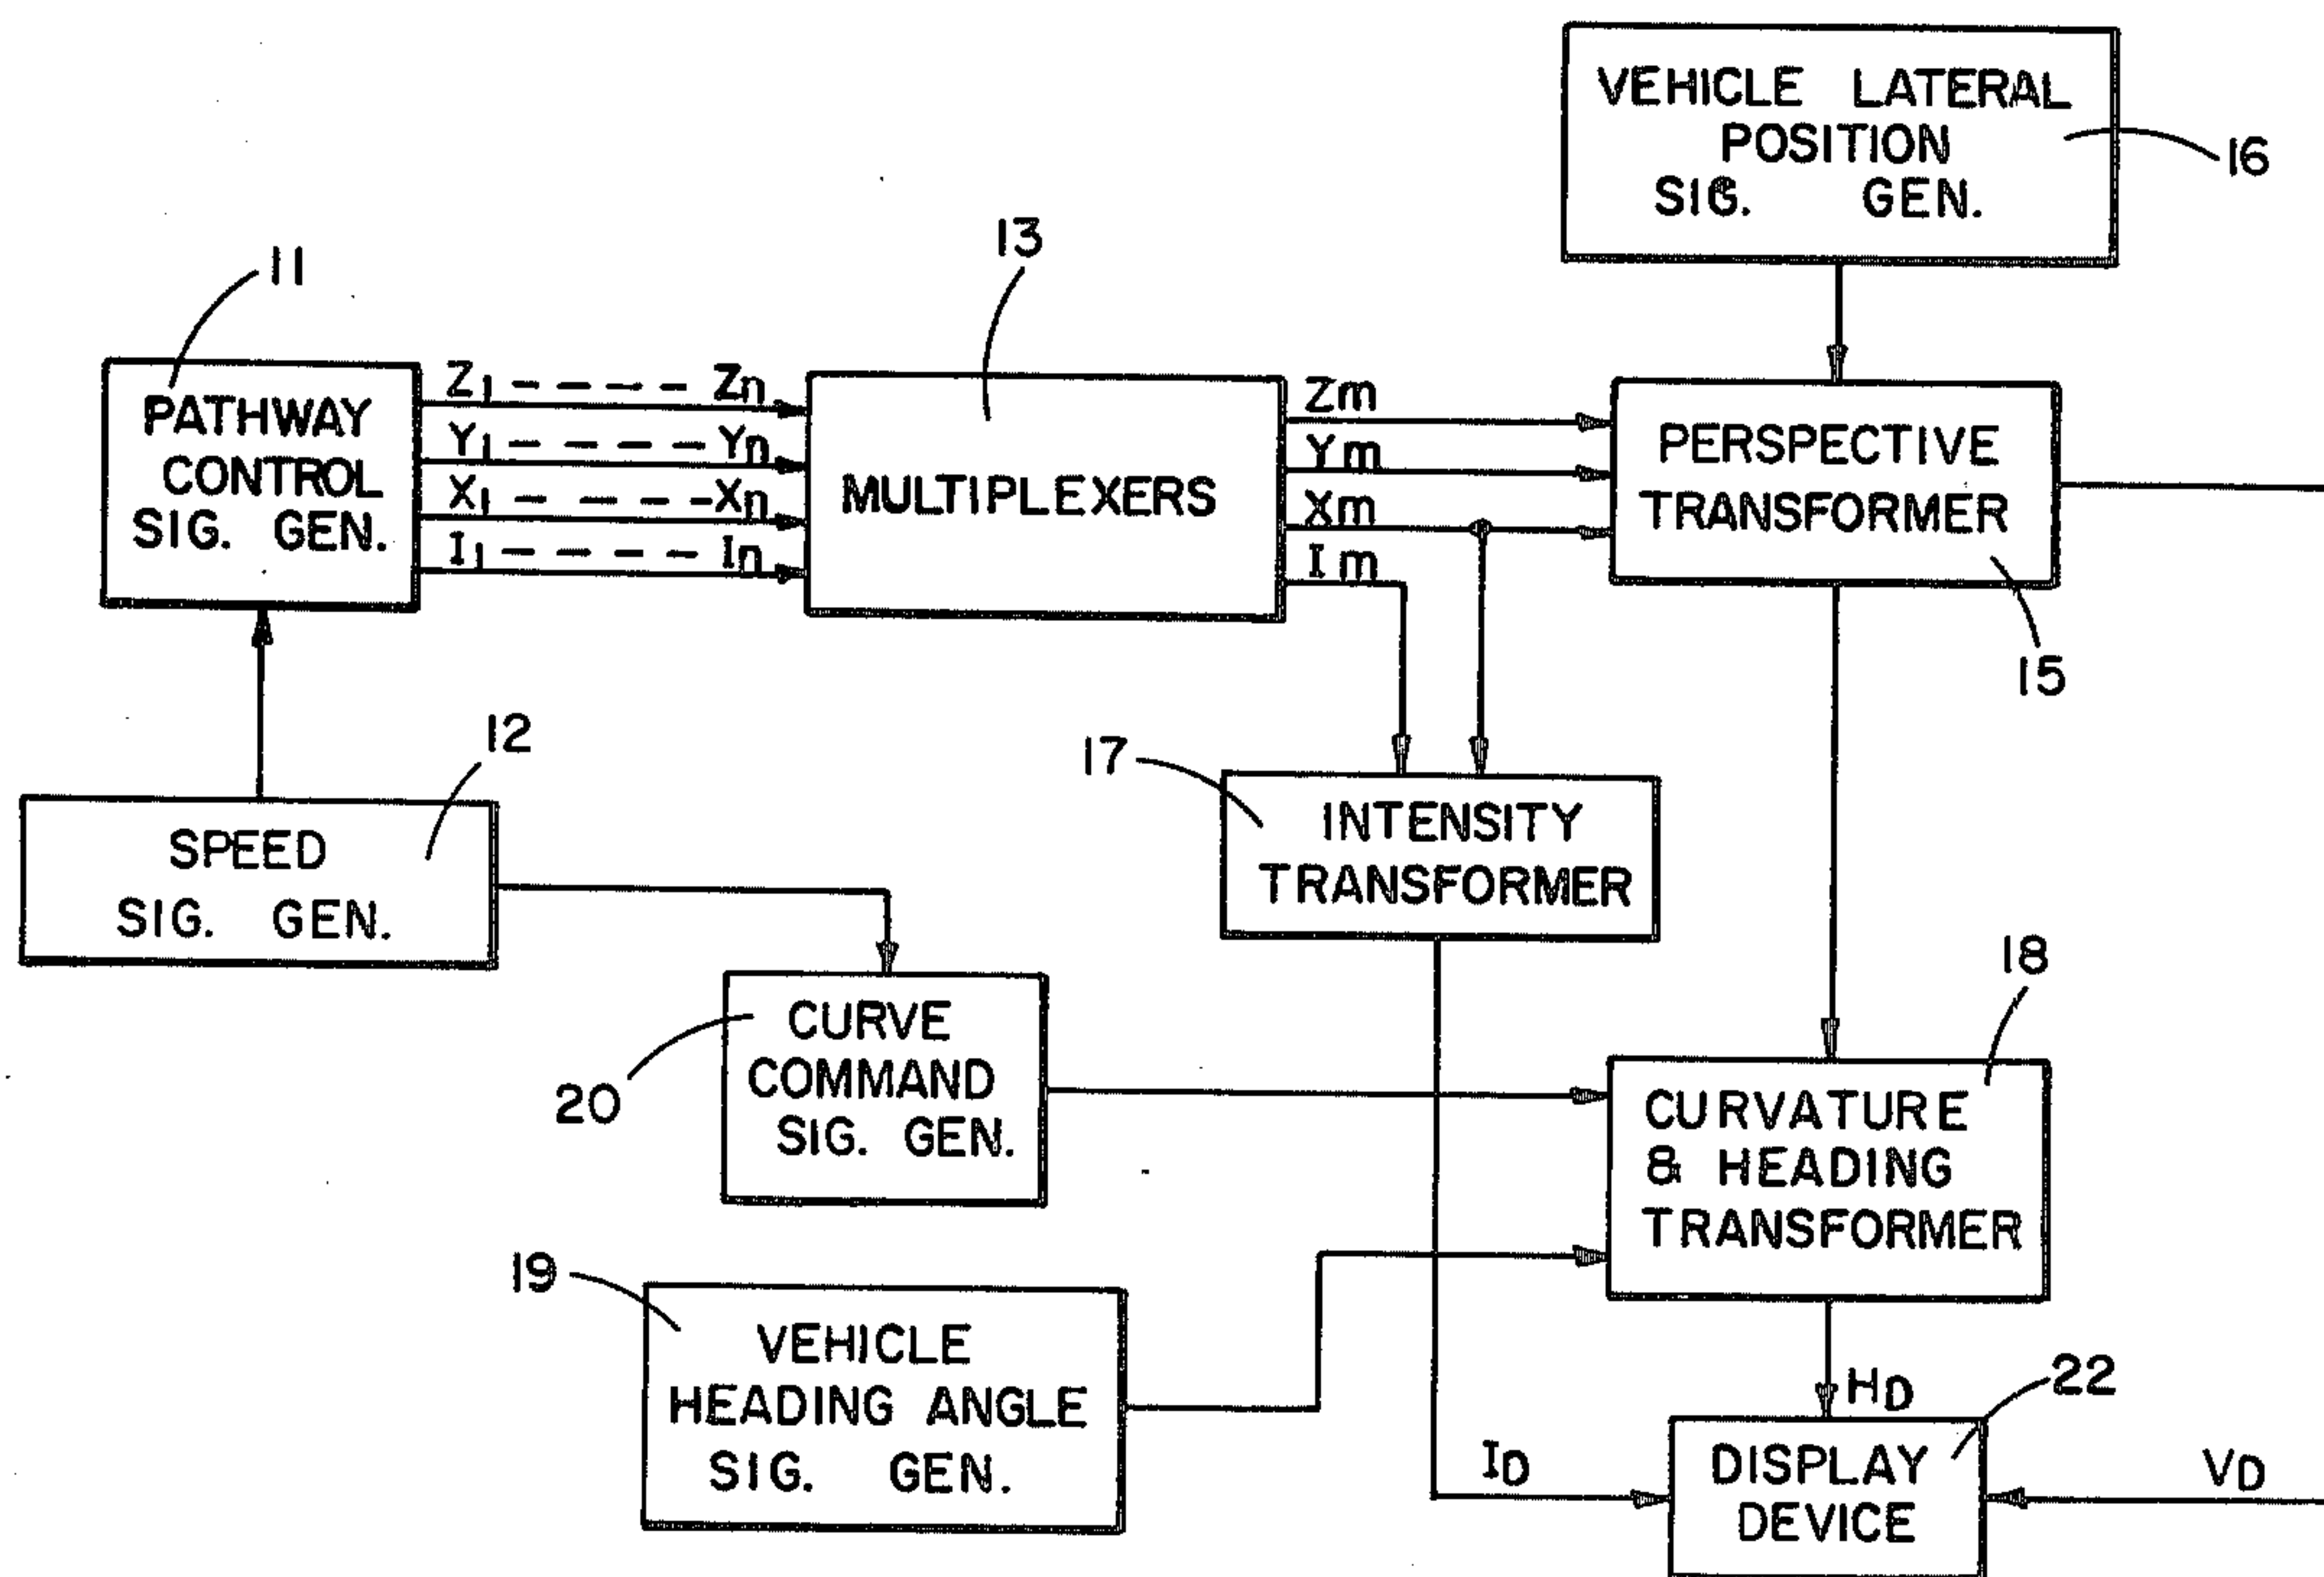 VEHICLE LATERAL
POSITION
SIG. GEN.
16
13
11
Z1 - - - - Zn
Y1 - - - - Yn
X1 - - - - Xn
I1 - - - - In
PATHWAY
CONTROL
SIG. GEN.
MULTIPLEXERS
Zm
Ym
Xm
Im
PERSPECTIVE
TRANSFORMER
15
12
SPEED
SIG. GEN.
17
INTENSITY
TRANSFORMER
18
20
CURVE
COMMAND
SIG. GEN.
CURVATURE
& HEADING
TRANSFORMER
19
VEHICLE
HEADING ANGLE
SIG. GEN.
HD
22
ID
DISPLAY
DEVICE
VD